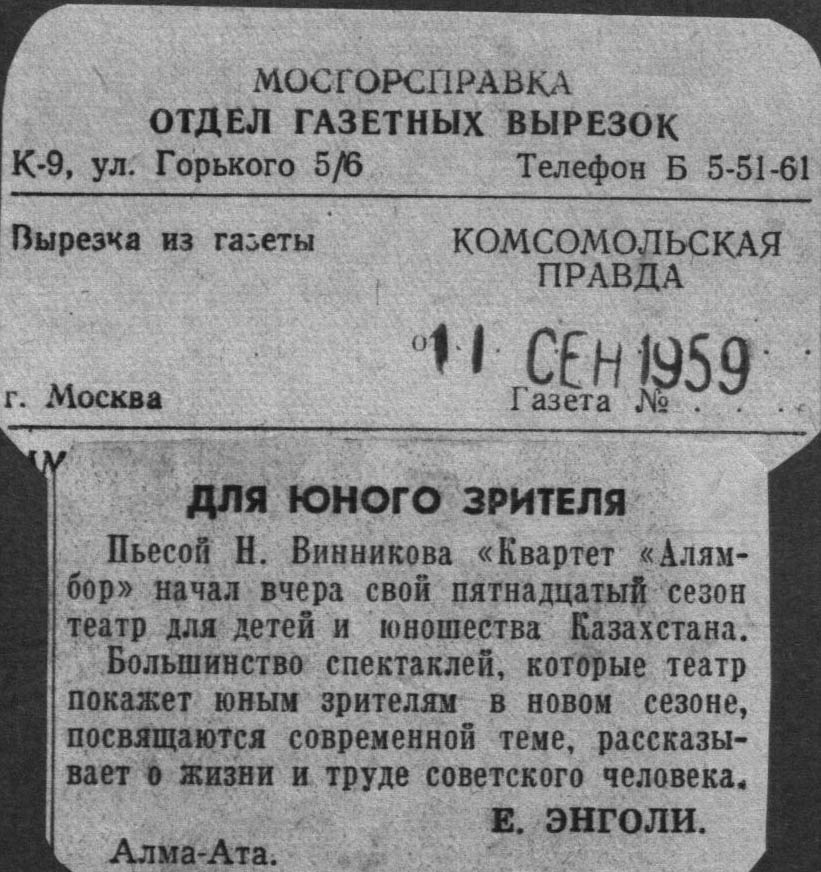 МОСГОРСПРАВКА
ОТДЕЛ ГАЗЕТНЫХ ВЫРЕЗОК
К-9, ул. Горького 5/6 Телефон Б 5-51-61
Вырезка из газеты КОМСОМОЛЬСКАЯ
ПРАВДА
от 11 СЕН 1959
г. Москва Газета № . . . .
ДЛЯ ЮНОГО ЗРИТЕЛЯ
Пьесой Н. Винникова «Квартет «Алям-
бор» начал вчера свой пятнадцатый сезон
театр для детей и юношества Казахстана.
Большинство спектаклей, которые театр
покажет юным зрителям в новом сезоне,
посвящаются современной теме, рассказы-
вает о жизни и труде советского человека.
Е. ЭНГОЛИ.
Алма-Ата.